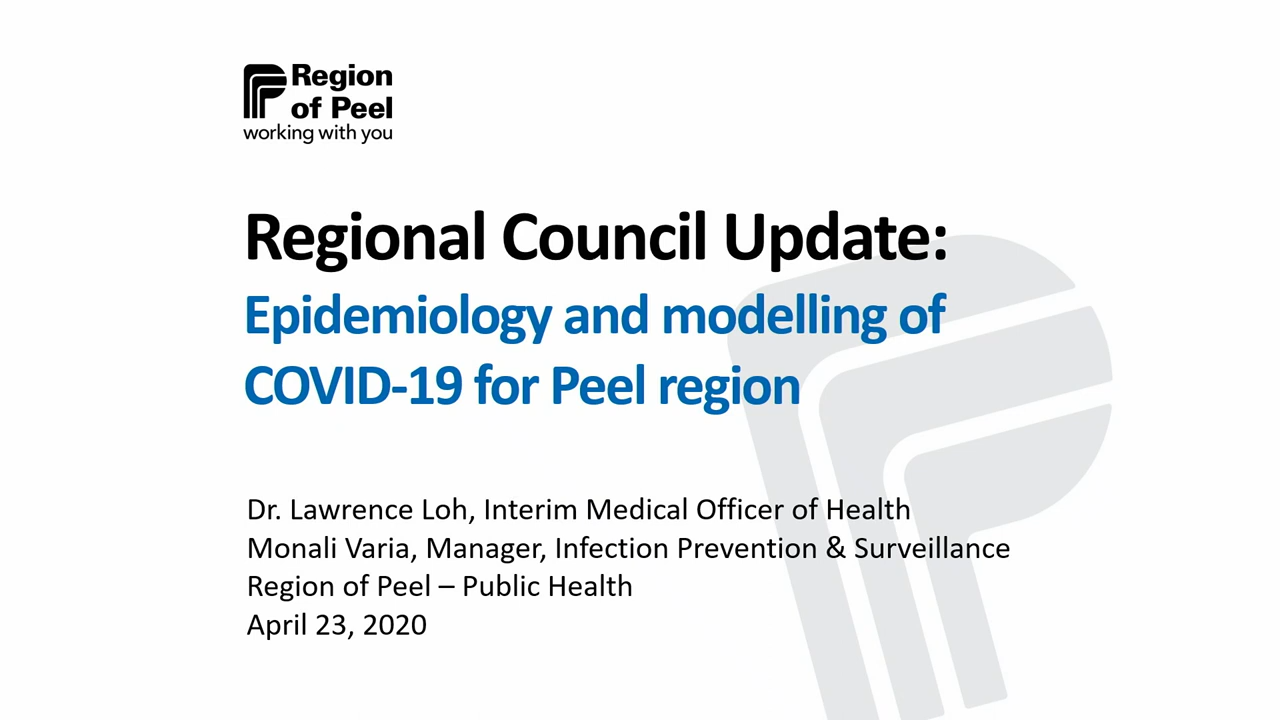 Region
of Peel
working with you
Regional Council Update:
Epidemiology and modelling of
COVID-19 for Peel region
Dr. Lawrence Loh, Interim Medical Officer of Health
Monali Varia, Manager, Infection Prevention & Surveillance
Region of Peel – Public Health
April 23, 2020